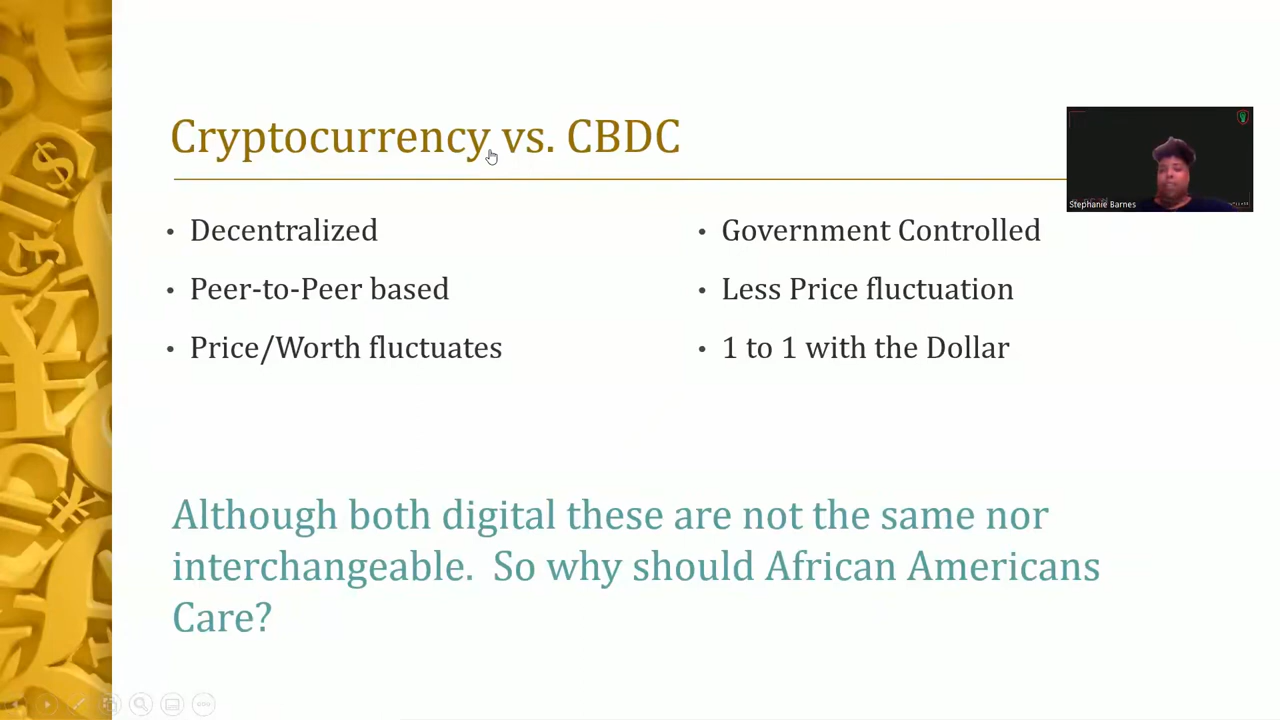 Cryptocurrency vs. CBDC
• Decentralized
• Peer-to-Peer based
• Price/Worth fluctuates
• Government Controlled
• Less Price fluctuation
• 1 to 1 with the Dollar
Stephanie Barnes
Although both digital these are not the same nor
interchangeable.  So why should African Americans
Care?